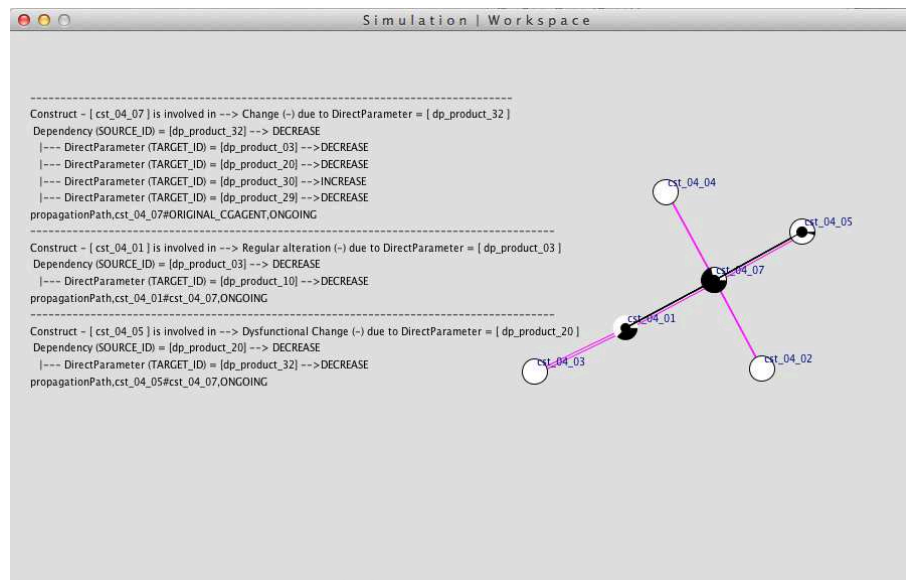 Simulation | Workspace
--------------------------------------------------------------------------------
Construct - [ cst_04_07 ] is involved in --> Change (-) due to DirectParameter = [ dp_product_32 ]
Dependency (SOURCE_ID) = [dp_product_32] --> DECREASE
|--- DirectParameter (TARGET_ID) = [dp_product_03] -->DECREASE
|--- DirectParameter (TARGET_ID) = [dp_product_20] -->DECREASE
|--- DirectParameter (TARGET_ID) = [dp_product_30] -->INCREASE
|--- DirectParameter (TARGET_ID) = [dp_product_29] -->DECREASE
propagationPath,cst_04_07#ORIGINAL_CGAGENT,ONGOING
--------------------------------------------------------------------------------
Construct - [ cst_04_01 ] is involved in --> Regular alteration (-) due to DirectParameter = [ dp_product_03 ]
Dependency (SOURCE_ID) = [dp_product_03] --> DECREASE
|--- DirectParameter (TARGET_ID) = [dp_product_10] -->DECREASE
propagationPath,cst_04_01#cst_04_07,ONGOING
--------------------------------------------------------------------------------
Construct - [ cst_04_05 ] is involved in --> Dysfunctional Change (-) due to DirectParameter = [ dp_product_20 ]
Dependency (SOURCE_ID) = [dp_product_20] --> DECREASE
|--- DirectParameter (TARGET_ID) = [dp_product_32] -->DECREASE
propagationPath,cst_04_05#cst_04_07,ONGOING
cst_04_04
cst_04_05
cst_04_07
cst_04_01
cst_04_03
cst_04_02